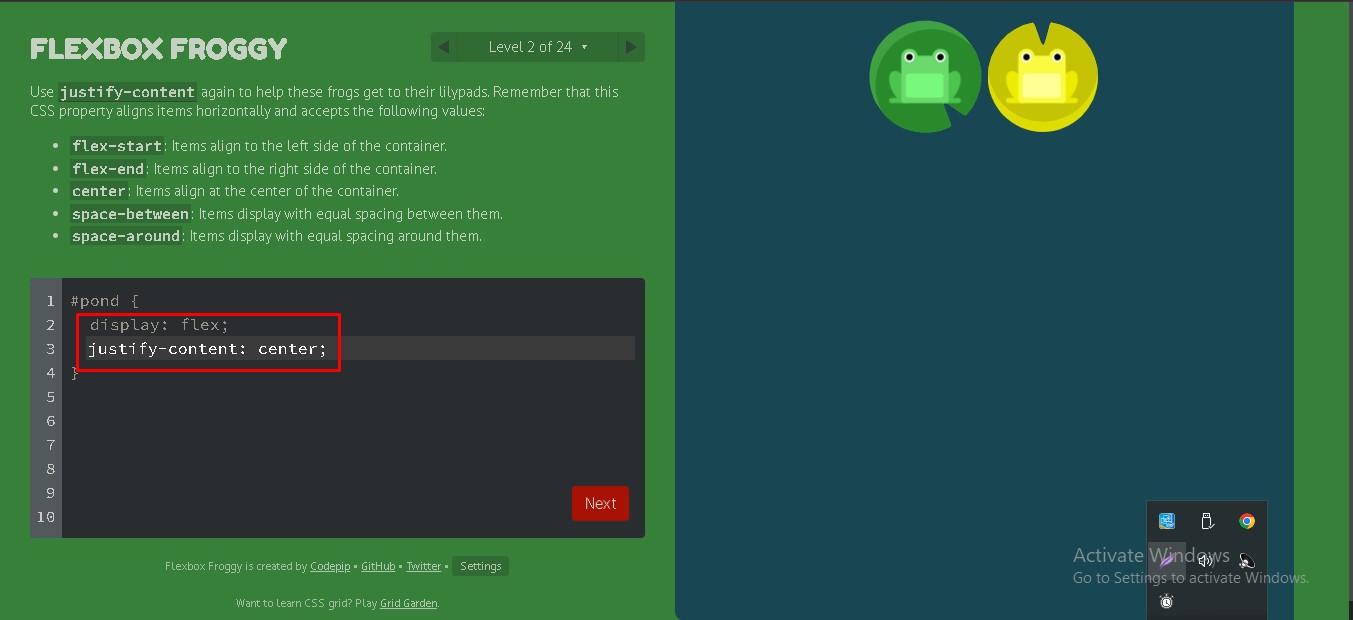 FLEXBOX FROGGY
Level 2 of 24
Use justify-content again to help these frogs get to their lilypads. Remember that this
CSS property aligns items horizontally and accepts the following values:
• flex-start: Items align to the left side of the container.
• flex-end: Items align to the right side of the container.
• center: Items align at the center of the container.
• space-between: Items display with equal spacing between them.
• space-around: Items display with equal spacing around them.
1 #pond {
2 display: flex;
3 justify-content: center;
4 }
5
6
7
8
9
10
Next
Flexbox Froggy is created by Codepip • GitHub • Twitter • Settings
Want to learn CSS grid? Play Grid Garden.
Activate Windows
Go to Settings to activate Windows.